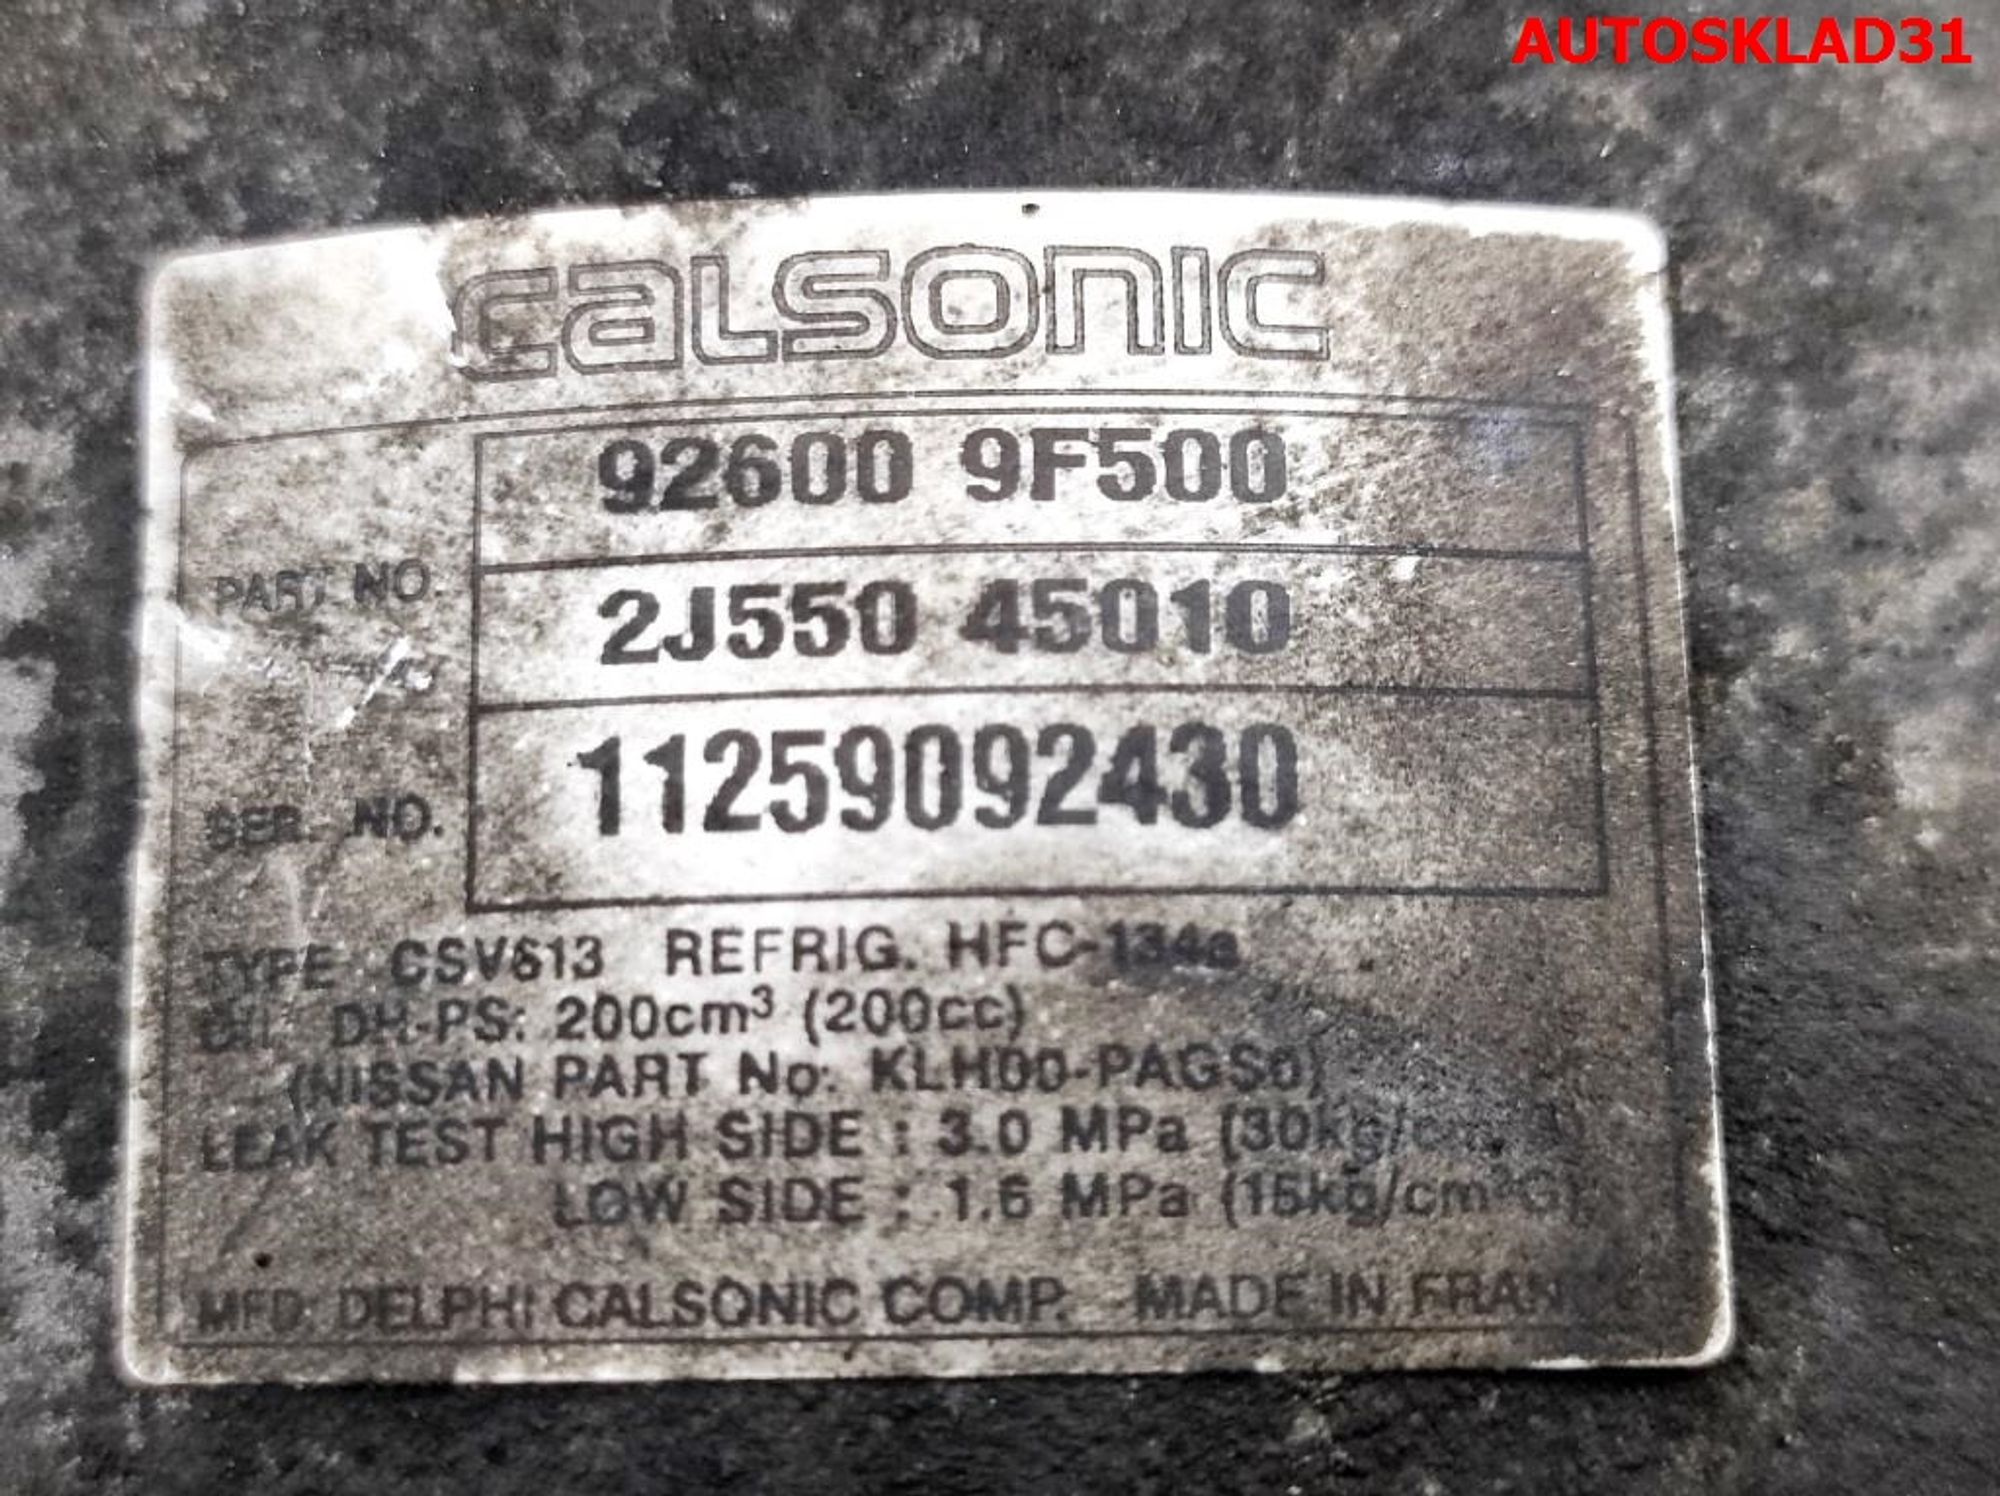 AUTOSKLAD31
CALSONIC
92600 9F500
PART NO.
2J550 45010
11259092430
SER. NO.
TYPE CSV613 REFRIG. HFC-134a
OIL DH-PS: 200cm³ (200cc)
(NISSAN PART No: KLH00-PAGS0)
LEAK TEST HIGH SIDE : 3.0 MPa
LOW SIDE : 1.6 MPa
MFD. DELPHI CALSONIC COMP. MADE IN